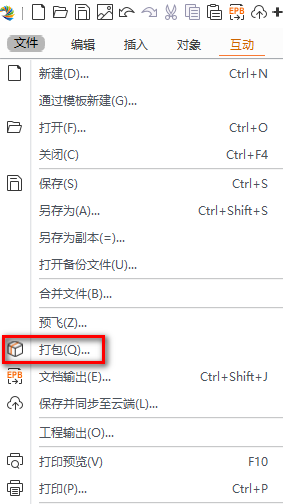 EPB
文件 编辑 插入 对象 互动
新建(D)... Ctrl+N
通过模板新建(G)...
打开(F)... Ctrl+O
关闭(C) Ctrl+F4
保存(S) Ctrl+S
另存为(A)... Ctrl+Shift+S
另存为副本(=)...
打开备份文件(U)...
合并文件(B)...
预飞(Z)...
打包(Q)...
EPB 文档输出(E)... Ctrl+Shift+J
保存并同步至云端(L)...
工程输出(O)...
打印预览(V) F10
打印(P)... Ctrl+P